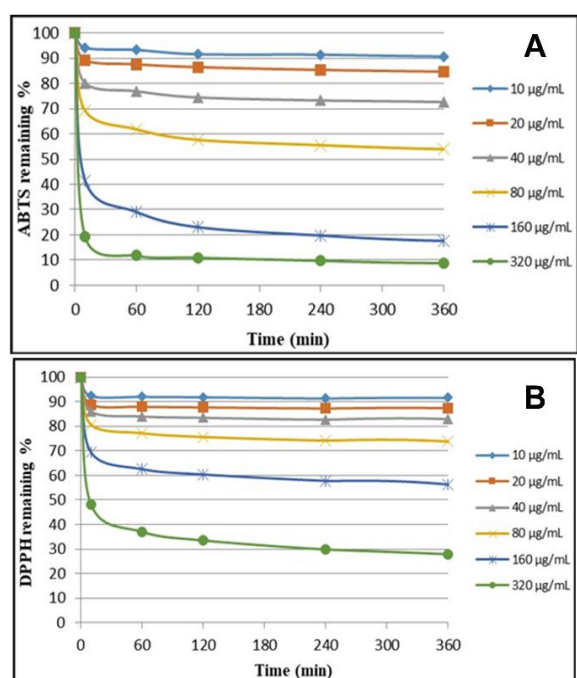 A
ABTS remaining %
100
90
80
70
60
50
40
30
20
10
0
0 60 120 180 240 300 360
Time (min)
10 µg/mL
20 µg/mL
40 µg/mL
80 µg/mL
160 µg/mL
320 µg/mL
B
DPPH remaining %
100
90
80
70
60
50
40
30
20
10
0
0 60 120 180 240 300 360
Time (min)
10 µg/mL
20 µg/mL
40 µg/mL
80 µg/mL
160 µg/mL
320 µg/mL